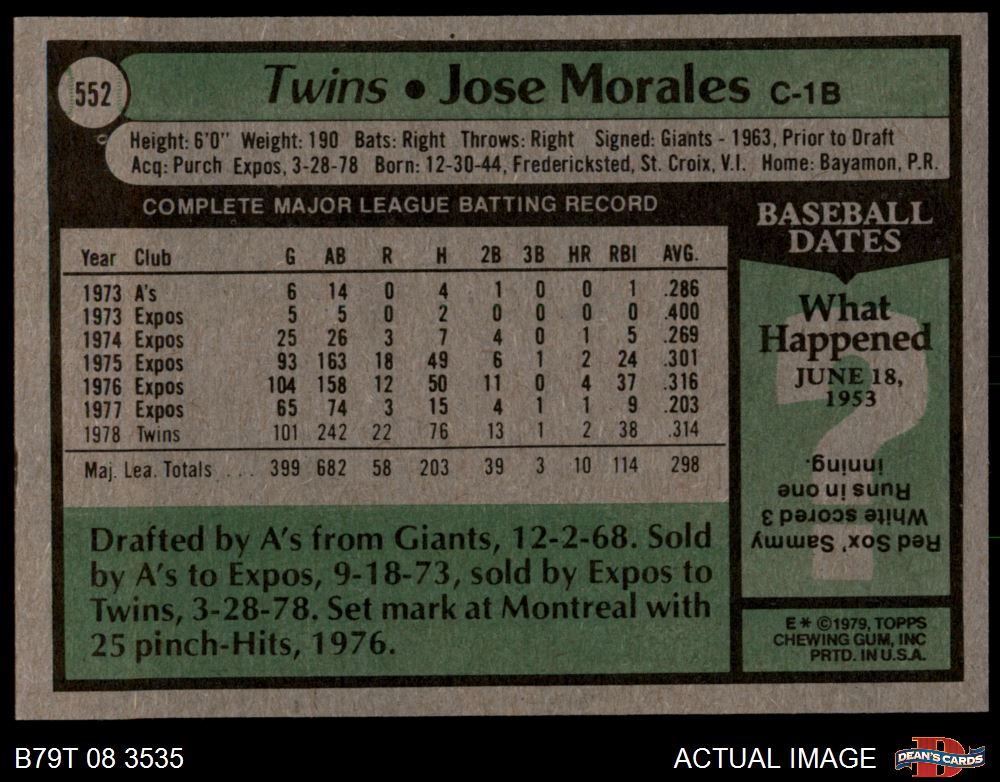 552
Twins • Jose Morales C-1B
Height: 6'0" Weight: 190 Bats: Right Throws: Right Signed: Giants - 1963, Prior to Draft
Acq: Purch Expos, 3-28-78 Born: 12-30-44, Fredericksted, St. Croix, V.I. Home: Bayamon, P.R.
COMPLETE MAJOR LEAGUE BATTING RECORD
Year Club G AB R H 2B 3B HR RBI AVG.
1973 A's 6 14 0 4 1 0 0 1 .286
1973 Expos 5 5 0 2 0 0 0 0 .400
1974 Expos 25 26 3 7 4 0 1 5 .269
1975 Expos 93 163 18 49 6 1 2 24 .301
1976 Expos 104 158 12 50 11 0 4 37 .316
1977 Expos 65 74 3 15 4 1 1 9 .203
1978 Twins 101 242 22 76 13 1 2 38 .314
Maj. Lea. Totals ... 399 682 58 203 39 3 10 114 298
Drafted by A's from Giants, 12-2-68. Sold
by A's to Expos, 9-18-73, sold by Expos to
Twins, 3-28-78. Set mark at Montreal with
25 pinch-Hits, 1976.
BASEBALL
DATES
What
Happened
JUNE 18,
1953
?
Red Sox' Sammy
White scored 3
Runs in one
inning.
E* ©1979, TOPPS
CHEWING GUM, INC
PRTD. IN U.S.A.
B79T 08 3535
ACTUAL IMAGE
D
DEAN'S CARDS